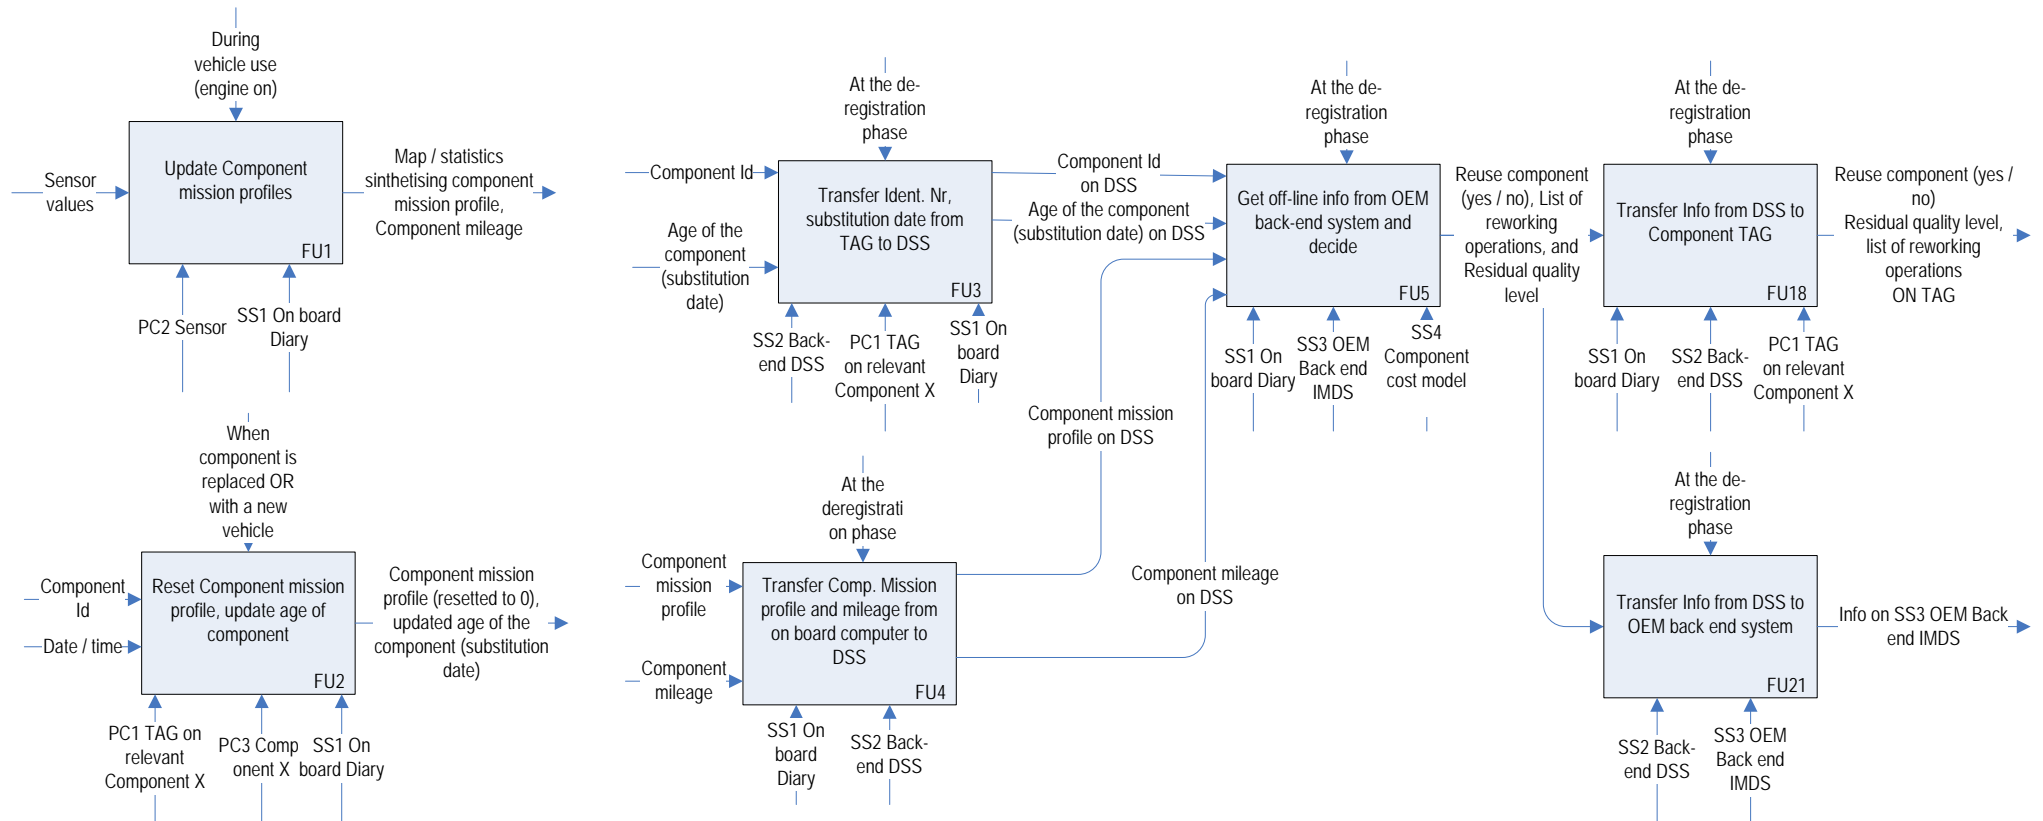 During
vehicle use
(engine on)
Sensor
values
Update Component
mission profiles
FU1
Map / statistics
sinthetising component
mission profile,
Component mileage
PC2 Sensor
SS1 On board
Diary
When
component is
replaced OR
with a new
vehicle
Component
Id
Date / time
Reset Component mission
profile, update age of
component
FU2
Component mission
profile (resetted to 0),
updated age of the
component (substitution
date)
PC1 TAG on
relevant
Component X
PC3 Comp
onent X
SS1 On
board Diary
At the de-
registration
phase
Component Id
Age of the
component
(substitution
date)
Transfer Ident. Nr,
substitution date from
TAG to DSS
FU3
Component Id
on DSS
Age of the component
(substitution date) on DSS
SS2 Back-
end DSS
PC1 TAG
on relevant
Component X
SS1 On
board
Diary
Component mission
profile on DSS
At the
deregistrati
on phase
Component
mission
profile
Component
mileage
Transfer Comp. Mission
profile and mileage from
on board computer to
DSS
FU4
Component mileage
on DSS
SS1 On
board
Diary
SS2 Back-
end DSS
At the de-
registration
phase
Get off-line info from OEM
back-end system and
decide
FU5
SS1 On
board Diary
SS3 OEM
Back end
IMDS
SS4
Component
cost model
Reuse component
(yes / no), List of
reworking
operations, and
Residual quality
level
At the de-
registration
phase
Transfer Info from DSS to
Component TAG
FU18
Reuse component (yes /
no)
Residual quality level,
list of reworking
operations
ON TAG
SS1 On
board Diary
SS2 Back-
end DSS
PC1 TAG
on relevant
Component X
At the de-
registration
phase
Transfer Info from DSS to
OEM back end system
FU21
Info on SS3 OEM Back
end IMDS
SS2 Back-
end DSS
SS3 OEM
Back end
IMDS